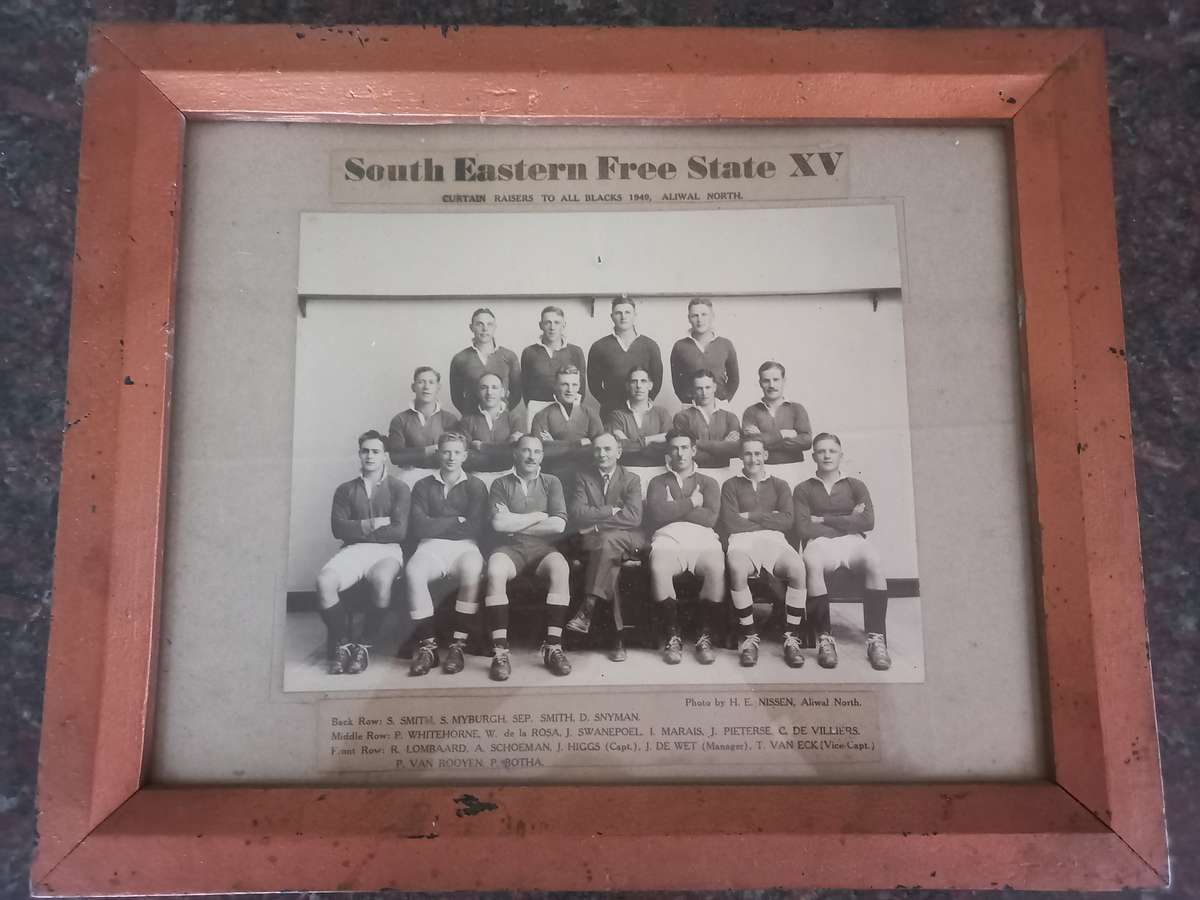 South Eastern Free State XV
CURTAIN RAISERS TO ALL BLACKS 1949, ALIWAL NORTH.
Photo by H. E. NISSEN, Aliwal North.
Back Row: S. SMITH, S. MYBURGH, SEP. SMITH, D. SNYMAN.
Middle Row: P. WHITEHORNE, W. de la ROSA, J. SWANEPOEL, I. MARAIS, J. PIETERSE, C. DE VILLIERS.
Front Row: R. LOMBAARD, A. SCHOEMAN, J. HIGGS (Capt.), J. DE WET (Manager), T. VAN ECK (Vice-Capt.)
P. VAN ROOYEN, P. BOTHA.